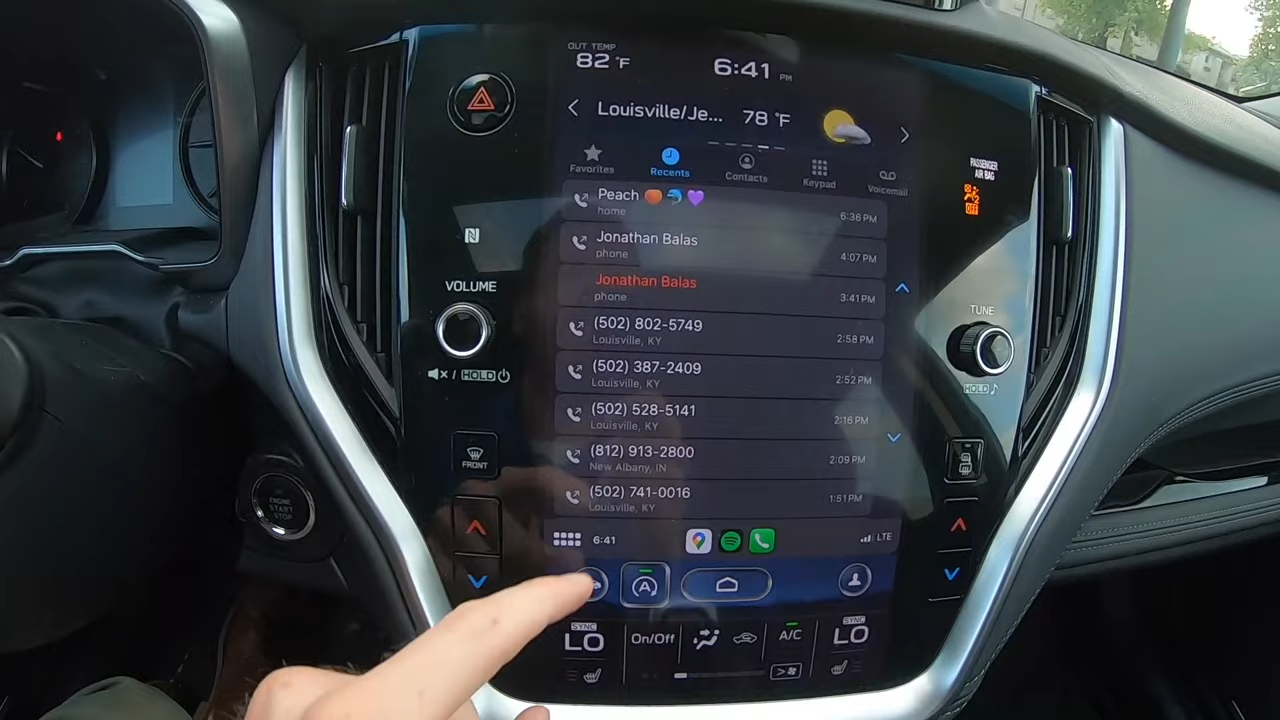 OUT TEMP
82 °F
6:41 PM
Louisville/Je... 78 °F
Favorites
Recents
Contacts
Keypad
Voicemail
PASSENGER
AIR BAG
OFF
Peach 🍑 🐬 💜
home
6:36 PM
Jonathan Balas
phone
4:07 PM
Jonathan Balas
phone
3:41 PM
(502) 802-5749
Louisville, KY
2:58 PM
(502) 387-2409
Louisville, KY
2:52 PM
(502) 528-5141
Louisville, KY
2:16 PM
(812) 913-2800
New Albany, IN
2:09 PM
(502) 741-0016
Louisville, KY
1:51 PM
VOLUME
/ HOLD
TUNE
HOLD
FRONT
ENGINE
START
STOP
6:41
LTE
A
SYNC
LO
On/Off
A/C
SYNC
LO